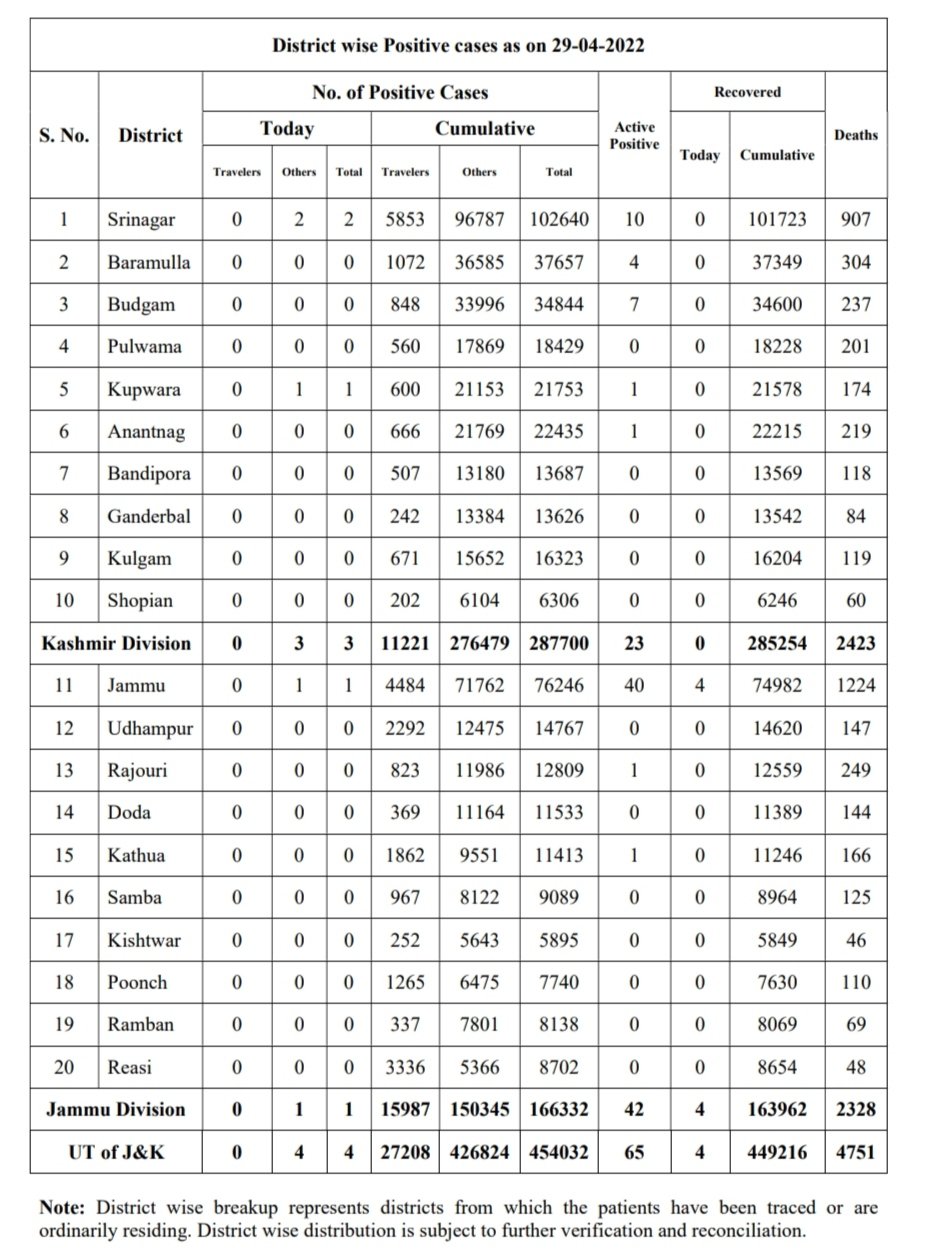 District wise Positive cases as on 29-04-2022
S. No. District No. of Positive Cases Active Positive Recovered Deaths
Today Cumulative Today Cumulative
Travelers Others Total Travelers Others Total
1 Srinagar 0 2 2 5853 96787 102640 10 0 101723 907
2 Baramulla 0 0 0 1072 36585 37657 4 0 37349 304
3 Budgam 0 0 0 848 33996 34844 7 0 34600 237
4 Pulwama 0 0 0 560 17869 18429 0 0 18228 201
5 Kupwara 0 1 1 600 21153 21753 1 0 21578 174
6 Anantnag 0 0 0 666 21769 22435 1 0 22215 219
7 Bandipora 0 0 0 507 13180 13687 0 0 13569 118
8 Ganderbal 0 0 0 242 13384 13626 0 0 13542 84
9 Kulgam 0 0 0 671 15652 16323 0 0 16204 119
10 Shopian 0 0 0 202 6104 6306 0 0 6246 60
Kashmir Division 0 3 3 11221 276479 287700 23 0 285254 2423
11 Jammu 0 1 1 4484 71762 76246 40 4 74982 1224
12 Udhampur 0 0 0 2292 12475 14767 0 0 14620 147
13 Rajouri 0 0 0 823 11986 12809 1 0 12559 249
14 Doda 0 0 0 369 11164 11533 0 0 11389 144
15 Kathua 0 0 0 1862 9551 11413 1 0 11246 166
16 Samba 0 0 0 967 8122 9089 0 0 8964 125
17 Kishtwar 0 0 0 252 5643 5895 0 0 5849 46
18 Poonch 0 0 0 1265 6475 7740 0 0 7630 110
19 Ramban 0 0 0 337 7801 8138 0 0 8069 69
20 Reasi 0 0 0 3336 5366 8702 0 0 8654 48
Jammu Division 0 1 1 15987 150345 166332 42 4 163962 2328
UT of J&K 0 4 4 27208 426824 454032 65 4 449216 4751
Note: District wise breakup represents districts from which the patients have been traced or are
ordinarily residing. District wise distribution is subject to further verification and reconciliation.